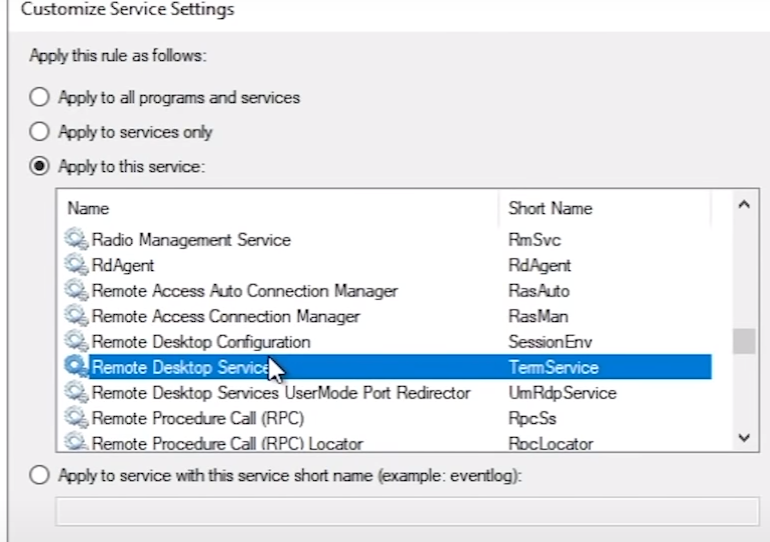 Customize Service Settings
Apply this rule as follows:
Apply to all programs and services
Apply to services only
Apply to this service:
Name Short Name
Radio Management Service RmSvc
RdAgent RdAgent
Remote Access Auto Connection Manager RasAuto
Remote Access Connection Manager RasMan
Remote Desktop Configuration SessionEnv
Remote Desktop Service TermService
Remote Desktop Services UserMode Port Redirector UmRdpService
Remote Procedure Call (RPC) RpcSs
Remote Procedure Call (RPC) Locator RpcLocator
Apply to service with this service short name (example: eventlog):